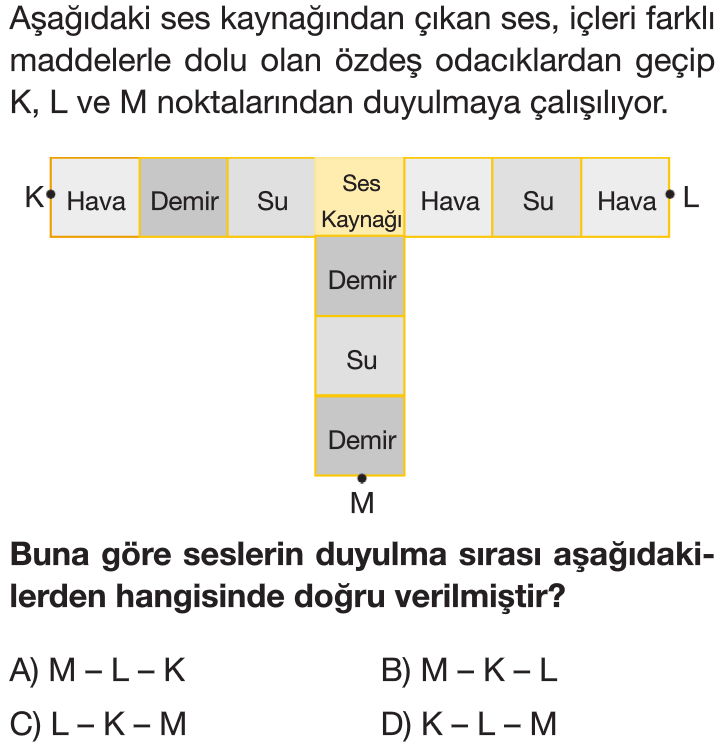 Aşağıdaki ses kaynağından çıkan ses, içleri farklı
maddelerle dolu olan özdeş odacıklardan geçip
K, L ve M noktalarından duyulmaya çalışılıyor.
K Hava Demir Su Ses Kaynağı Hava Su Hava L
Demir
Su
Demir
M
Buna göre seslerin duyulma sırası aşağıdaki-
lerden hangisinde doğru verilmiştir?
A) M – L – K B) M – K – L
C) L – K – M D) K – L – M